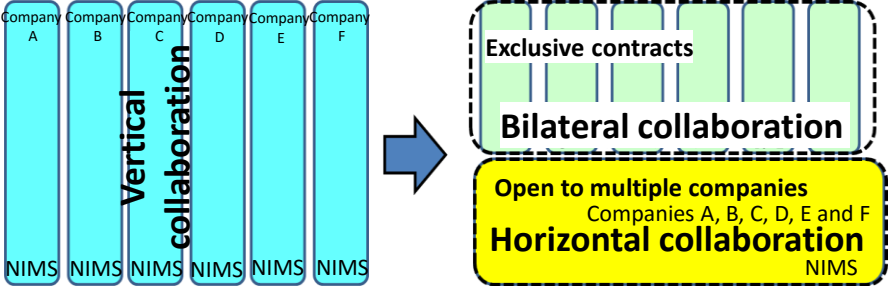 Company
A
Company
B
Company
C
Company
D
Company
E
Company
F
Vertical
collaboration
NIMS
NIMS
NIMS
NIMS
NIMS
NIMS
Exclusive contracts
Bilateral collaboration
Open to multiple companies
Companies A, B, C, D, E and F
Horizontal collaboration
NIMS